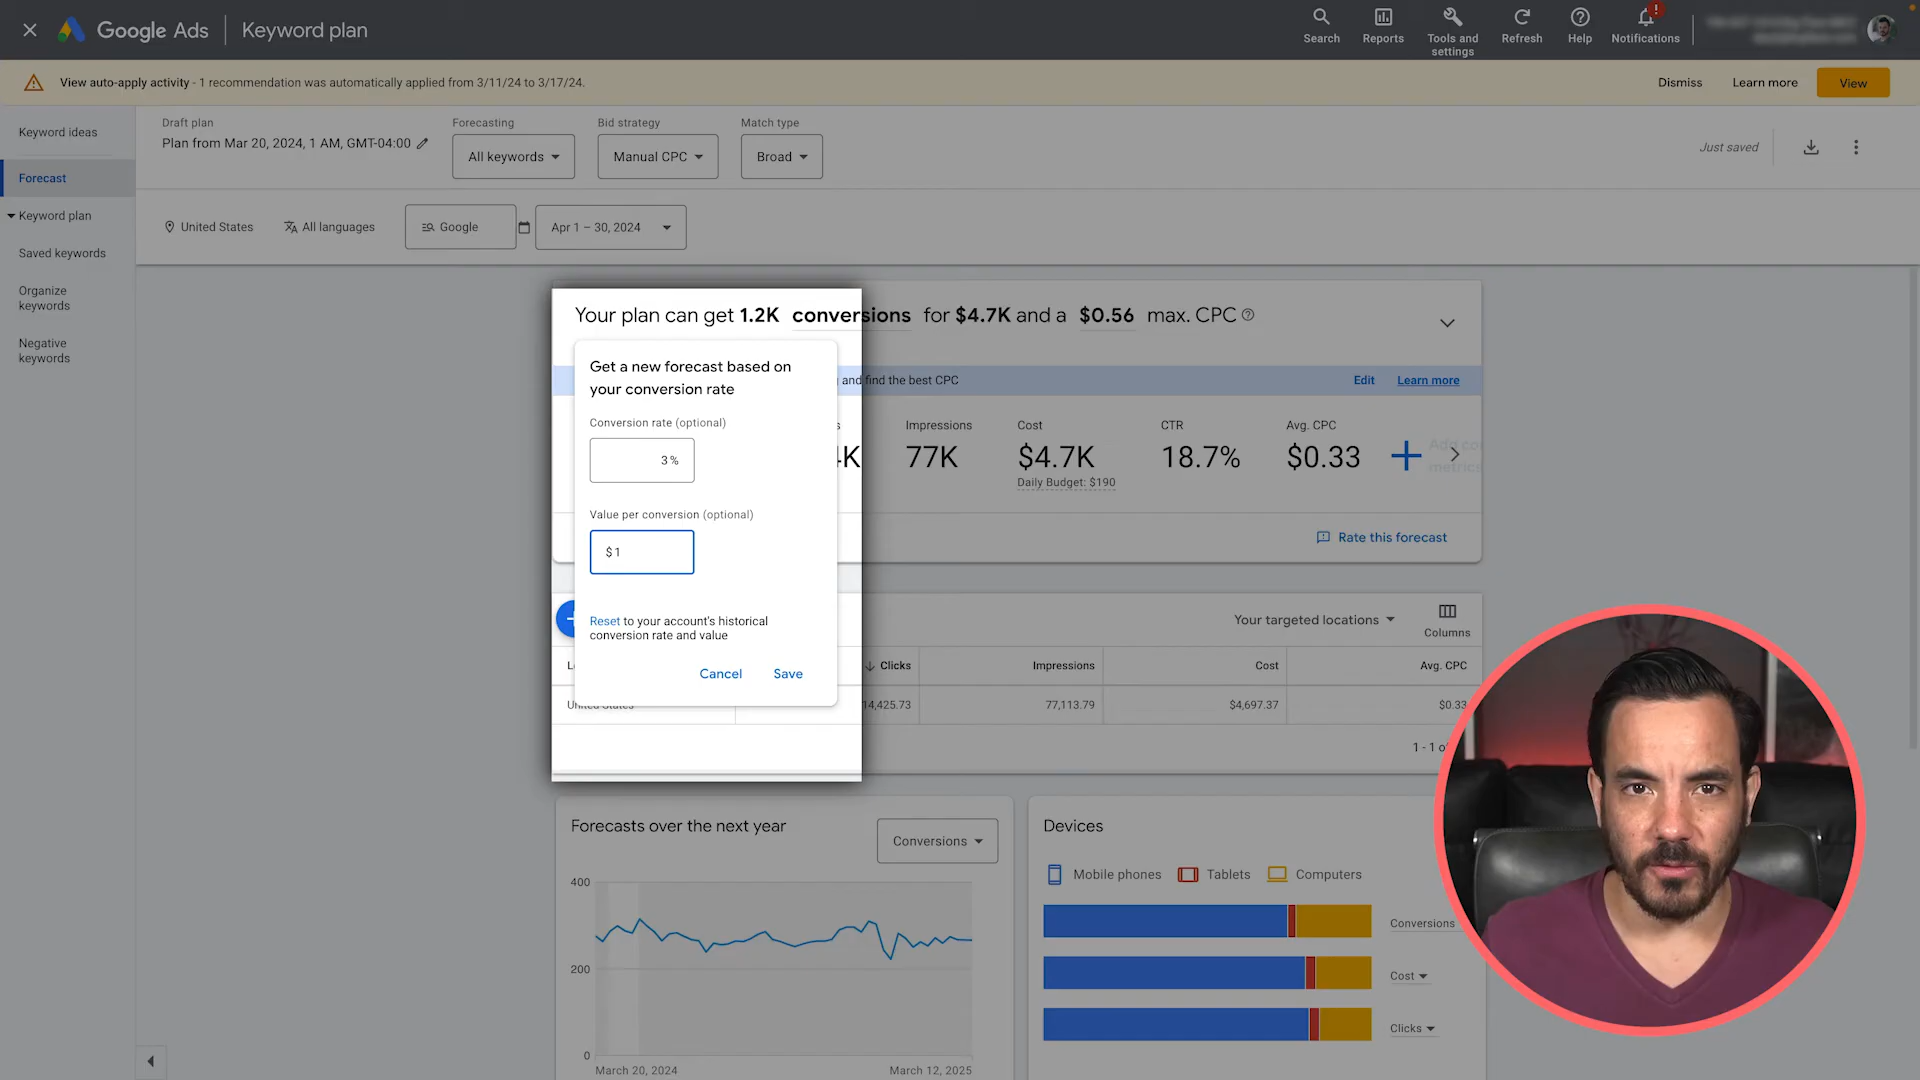 Google Ads
Keyword plan
Search
Reports
Tools and
settings
Refresh
Help
Notifications
!
View auto-apply activity - 1 recommendation was automatically applied from 3/11/24 to 3/17/24.
Dismiss
Learn more
View
Keyword ideas
Forecast
Keyword plan
Saved keywords
Organize
keywords
Negative
keywords
Draft plan
Plan from Mar 20, 2024, 1 AM, GMT-04:00
Forecasting
All keywords
Bid strategy
Manual CPC
Match type
Broad
Just saved
United States
All languages
Google
Apr 1 – 30, 2024
Your plan can get 1.2K conversions for $4.7K and a $0.56 max. CPC
and find the best CPC
Edit
Learn more
Get a new forecast based on
your conversion rate
Conversion rate (optional)
3%
Value per conversion (optional)
$1
Reset to your account's historical
conversion rate and value
Cancel
Save
Impressions
77K
Cost
$4.7K
Daily Budget: $190
CTR
18.7%
Avg. CPC
$0.33
Rate this forecast
Your targeted locations
Columns
Clicks
Impressions
Cost
Avg. CPC
United States
14,425.73
77,113.79
$4,697.37
$0.33
1 - 1 of
Forecasts over the next year
Conversions
400
200
0
March 20, 2024
March 12, 2025
Devices
Mobile phones
Tablets
Computers
Conversions
Cost
Clicks